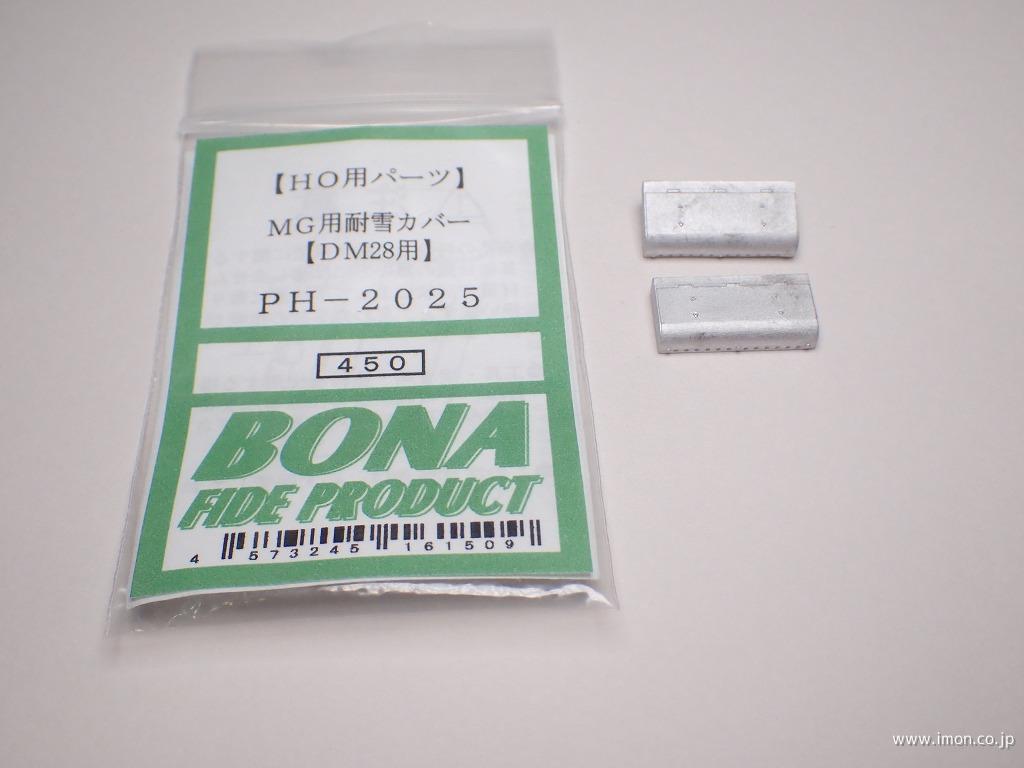 【HO用パーツ】
MG用耐雪カバー
【DM28用】
PH－2025
450
BONA
FIDE PRODUCT
4 573245 161509
www.imon.co.jp